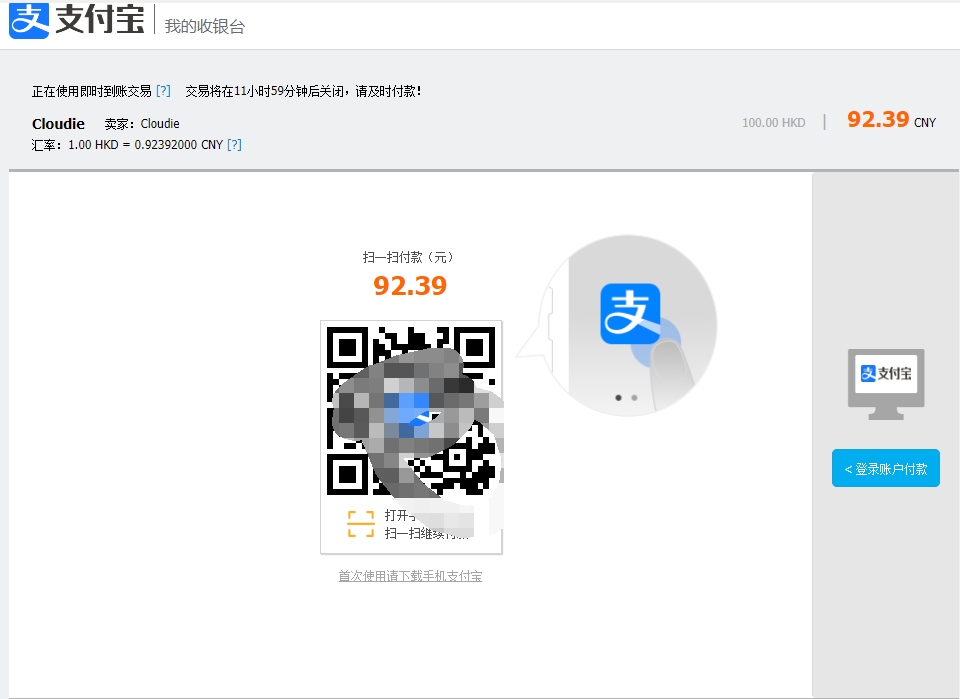 支付宝 我的收银台
正在使用即时到账交易 [?] 交易将在11小时59分钟后关闭，请及时付款！
Cloudie 卖家：Cloudie
100.00 HKD | 92.39 CNY
汇率：1.00 HKD = 0.92392000 CNY [?]
扫一扫付款（元）
92.39
支
支付宝
< 登录账户付款
打开
扫一扫继续付款
首次使用请下载手机支付宝